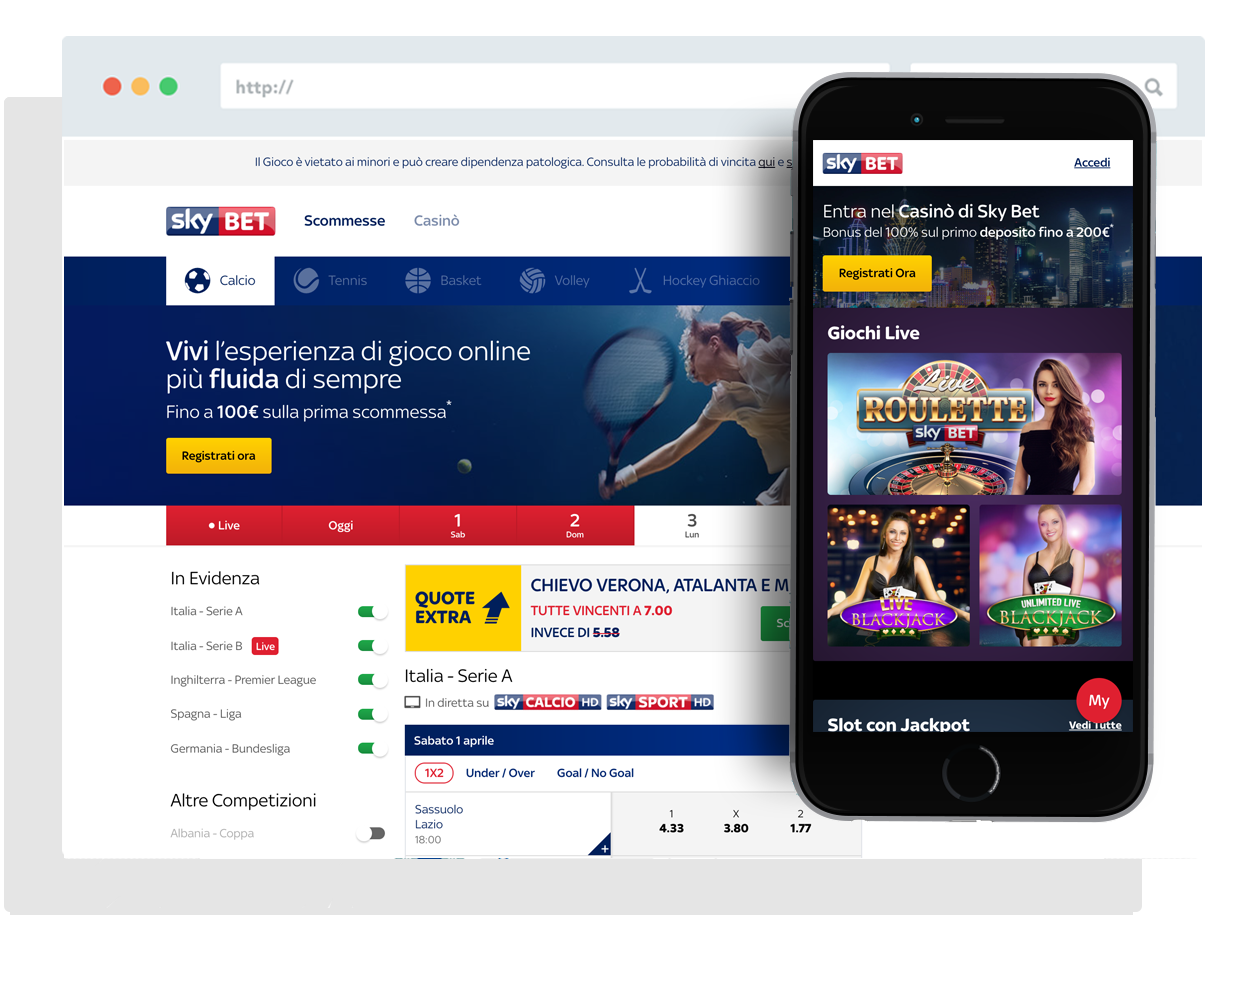 http://
Il Gioco è vietato ai minori e può creare dipendenza patologica. Consulta le probabilità di vincita qui e s
sky BET
Scommesse
Casinò
Calcio
Tennis
Basket
Volley
Hockey Ghiaccio
Vivi l'esperienza di gioco online
più fluida di sempre
Fino a 100€ sulla prima scommessa*
Registrati ora
Live
Oggi
1
Sab
2
Dom
3
Lun
In Evidenza
Italia - Serie A
Italia - Serie B Live
Inghilterra - Premier League
Spagna - Liga
Germania - Bundesliga
Altre Competizioni
Albania - Coppa
QUOTE
EXTRA
CHIEVO VERONA, ATALANTA E M
TUTTE VINCENTI A 7.00
INVECE DI 5.58
Italia - Serie A
In diretta su sky CALCIO HD sky SPORT HD
Sabato 1 aprile
1X2
Under / Over
Goal / No Goal
Sassuolo
Lazio
18:00
+
1 X 2
4.33 3.80 1.77
sky BET
Accedi
Entra nel Casinò di Sky Bet
Bonus del 100% sul primo deposito fino a 200€*
Registrati Ora
Giochi Live
Live
ROULETTE
sky BET
LIVE
BLACKJACK
UNLIMITED LIVE
BLACKJACK
My
Slot con Jackpot
Vedi Tutte